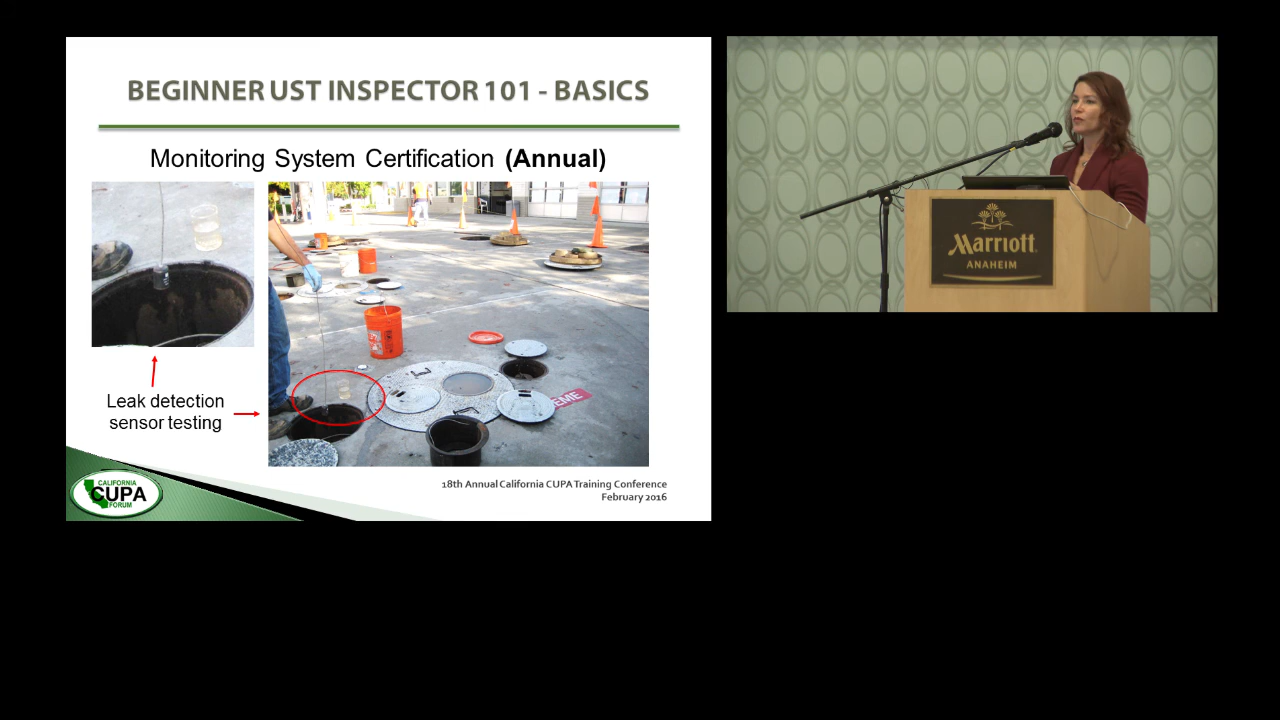 BEGINNER UST INSPECTOR 101 - BASICS
Monitoring System Certification (Annual)
Leak detection
sensor testing
EME
CALIFORNIA
CUPA
FORUM
18th Annual California CUPA Training Conference
February 2016
Marriott
ANAHEIM